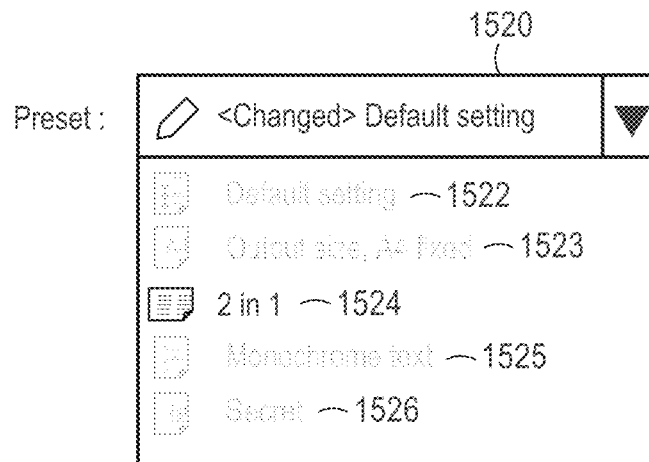 1520
Preset : <Changed> Default setting
Default setting 1522
Output size, A4 fixed 1523
2 in 1 1524
Monochrome text 1525
Secret 1526